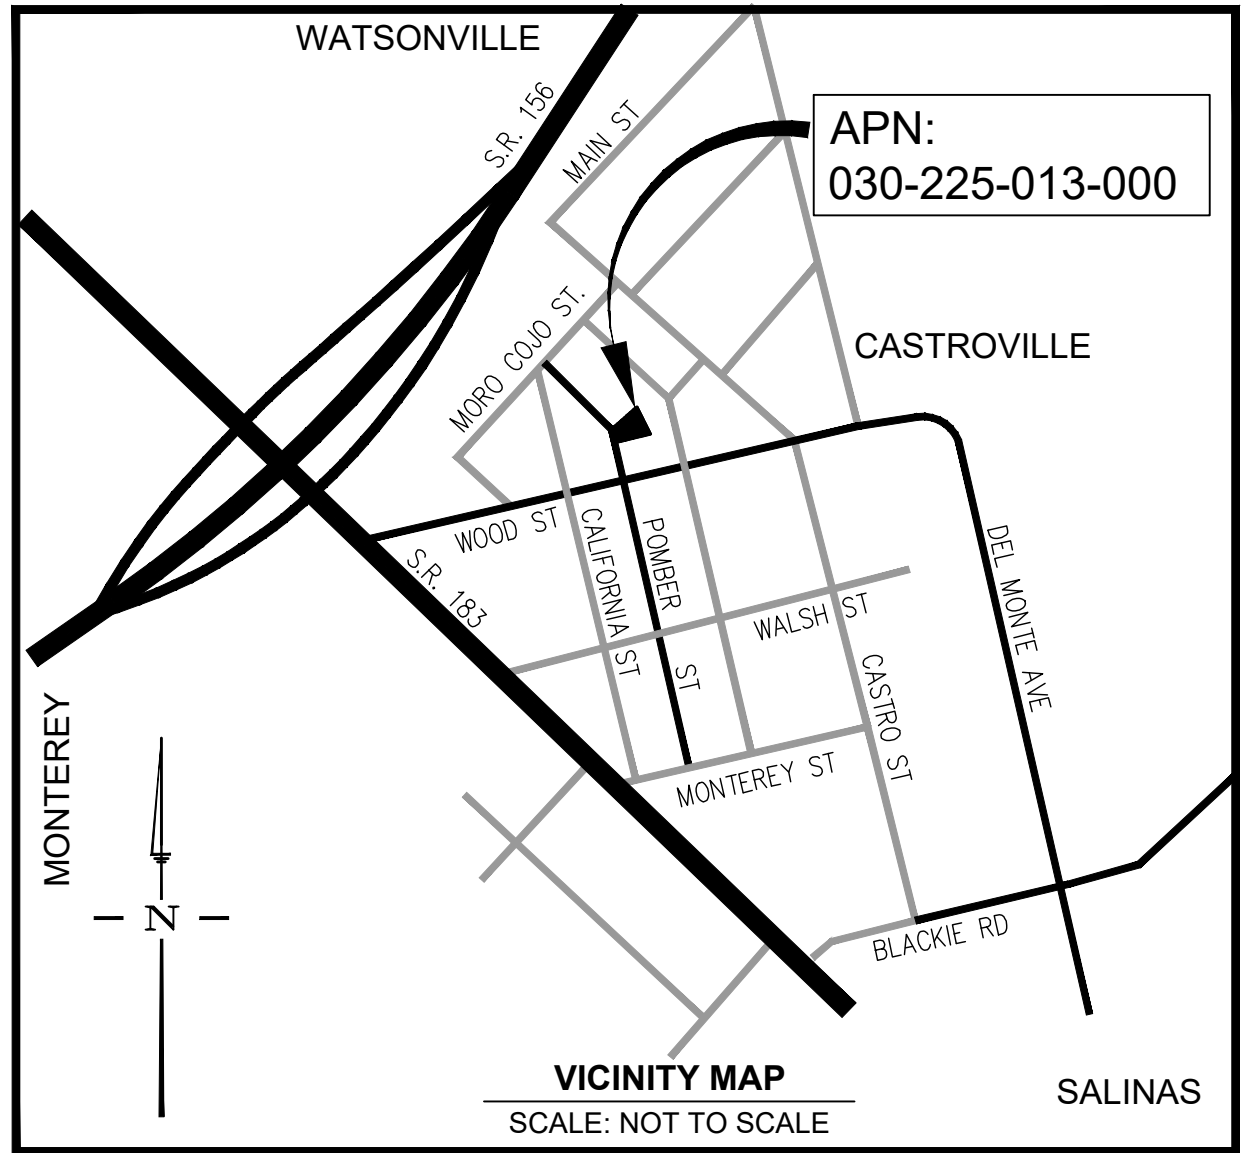 WATSONVILLE
S.R. 156
MAIN ST
APN:
030-225-013-000
MORO COJO ST.
CASTROVILLE
WOOD ST
S.R. 183
CALIFORNIA ST
POMBER ST
WALSH ST
DEL MONTE AVE
CASTRO ST
MONTEREY
MONTEREY ST
N
BLACKIE RD
VICINITY MAP
SCALE: NOT TO SCALE
SALINAS